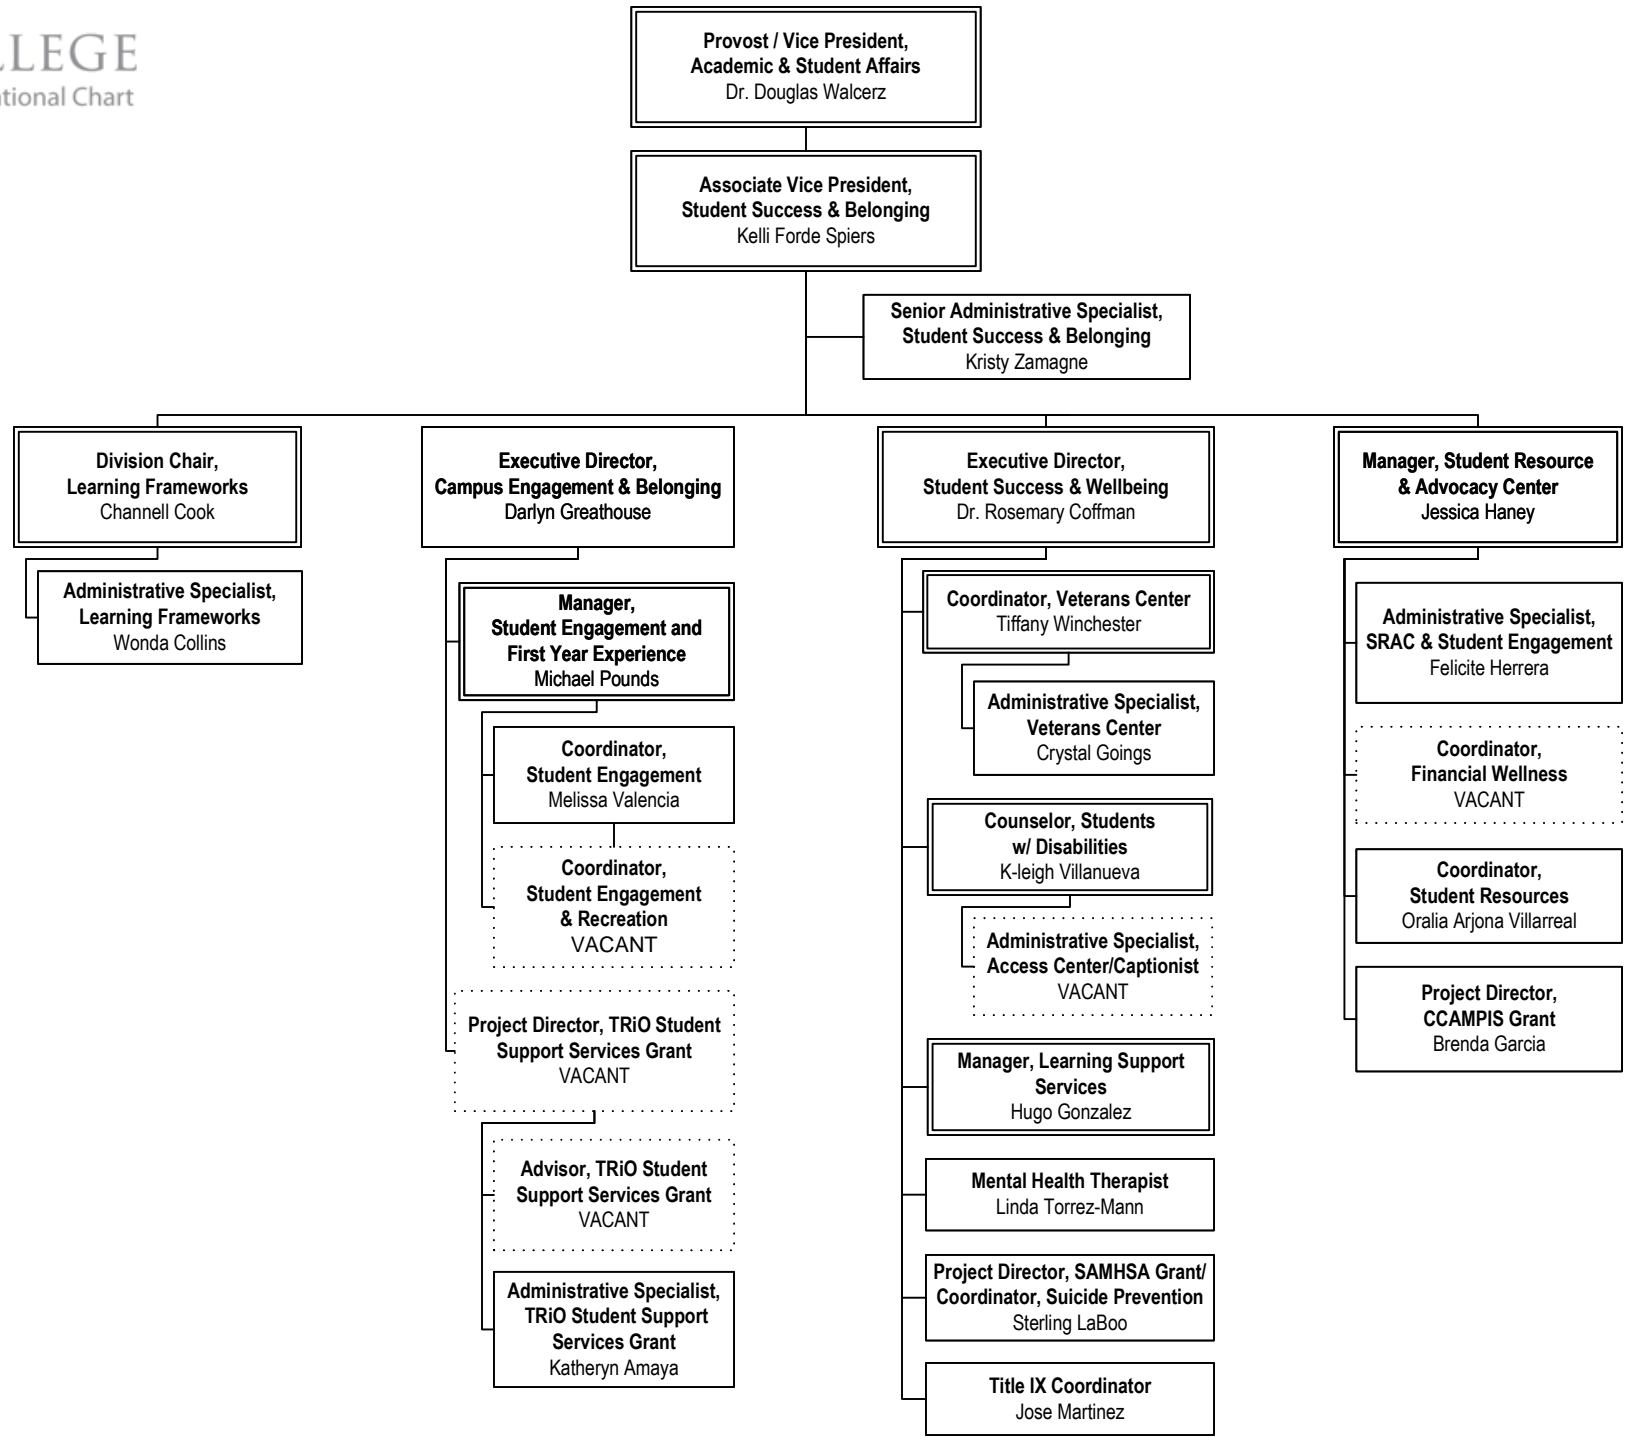 LLEGE
ational Chart
Provost / Vice President,
Academic & Student Affairs
Dr. Douglas Walcerz
Associate Vice President,
Student Success & Belonging
Kelli Forde Spiers
Senior Administrative Specialist,
Student Success & Belonging
Kristy Zamagne
Division Chair,
Learning Frameworks
Channell Cook
Administrative Specialist,
Learning Frameworks
Wonda Collins
Executive Director,
Campus Engagement & Belonging
Darlyn Greathouse
Manager,
Student Engagement and
First Year Experience
Michael Pounds
Coordinator,
Student Engagement
Melissa Valencia
Coordinator,
Student Engagement
& Recreation
VACANT
Project Director, TRiO Student
Support Services Grant
VACANT
Advisor, TRiO Student
Support Services Grant
VACANT
Administrative Specialist,
TRiO Student Support
Services Grant
Katheryn Amaya
Executive Director,
Student Success & Wellbeing
Dr. Rosemary Coffman
Coordinator, Veterans Center
Tiffany Winchester
Administrative Specialist,
Veterans Center
Crystal Goings
Counselor, Students
w/ Disabilities
K-leigh Villanueva
Administrative Specialist,
Access Center/Captionist
VACANT
Manager, Learning Support
Services
Hugo Gonzalez
Mental Health Therapist
Linda Torrez-Mann
Project Director, SAMHSA Grant/
Coordinator, Suicide Prevention
Sterling LaBoo
Title IX Coordinator
Jose Martinez
Manager, Student Resource
& Advocacy Center
Jessica Haney
Administrative Specialist,
SRAC & Student Engagement
Felicite Herrera
Coordinator,
Financial Wellness
VACANT
Coordinator,
Student Resources
Oralia Arjona Villarreal
Project Director,
CCAMPIS Grant
Brenda Garcia